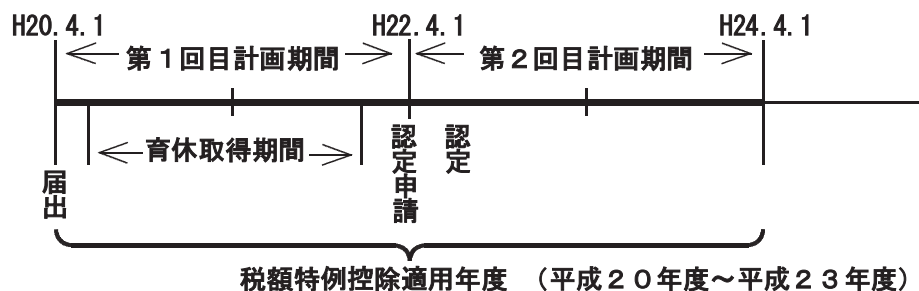 H20.4.1 H22.4.1 H24.4.1
第１回目計画期間 第２回目計画期間
育休取得期間
届出
認定申請
認定
税額特例控除適用年度 （平成２０年度～平成２３年度）